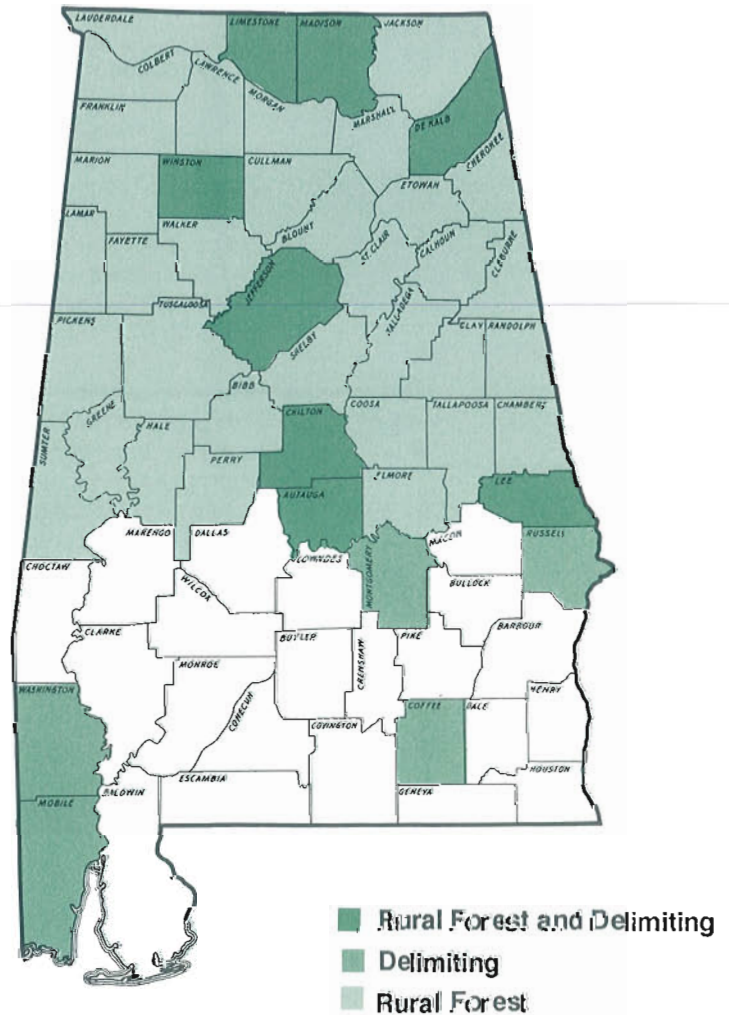 LAUDERDALE
LIMESTONE
MADISON
JACKSON
COLBERT
LAWRENCE
FRANKLIN
MORGAN
MARSHALL
DE KALB
CHEROKEE
MARION
WINSTON
CULLMAN
ETOWAH
LAMAR
FAYETTE
WALKER
BLOUNT
ST. CLAIR
CALHOUN
CLEBURNE
JEFFERSON
TUSCALOOSA
TALLADEGA
PICKENS
SHELBY
CLAY
RANDOLPH
BIBB
GREENE
HALE
CHILTON
COOSA
TALLAPOOSA
CHAMBERS
SUMTER
PERRY
ELMORE
LEE
AUTAUGA
MARENGO
DALLAS
LOWNDES
MONTGOMERY
MACON
RUSSELL
CHOCTAW
WILCOX
BULLOCK
CLARKE
BUTLER
CRENSHAW
PIKE
BARBOUR
MONROE
CONECUH
WASHINGTON
COVINGTON
COFFEE
DALE
HENRY
MOBILE
BALDWIN
ESCAMBIA
GENEVA
HOUSTON
Rural Forest and Delimiting
Delimiting
Rural Forest